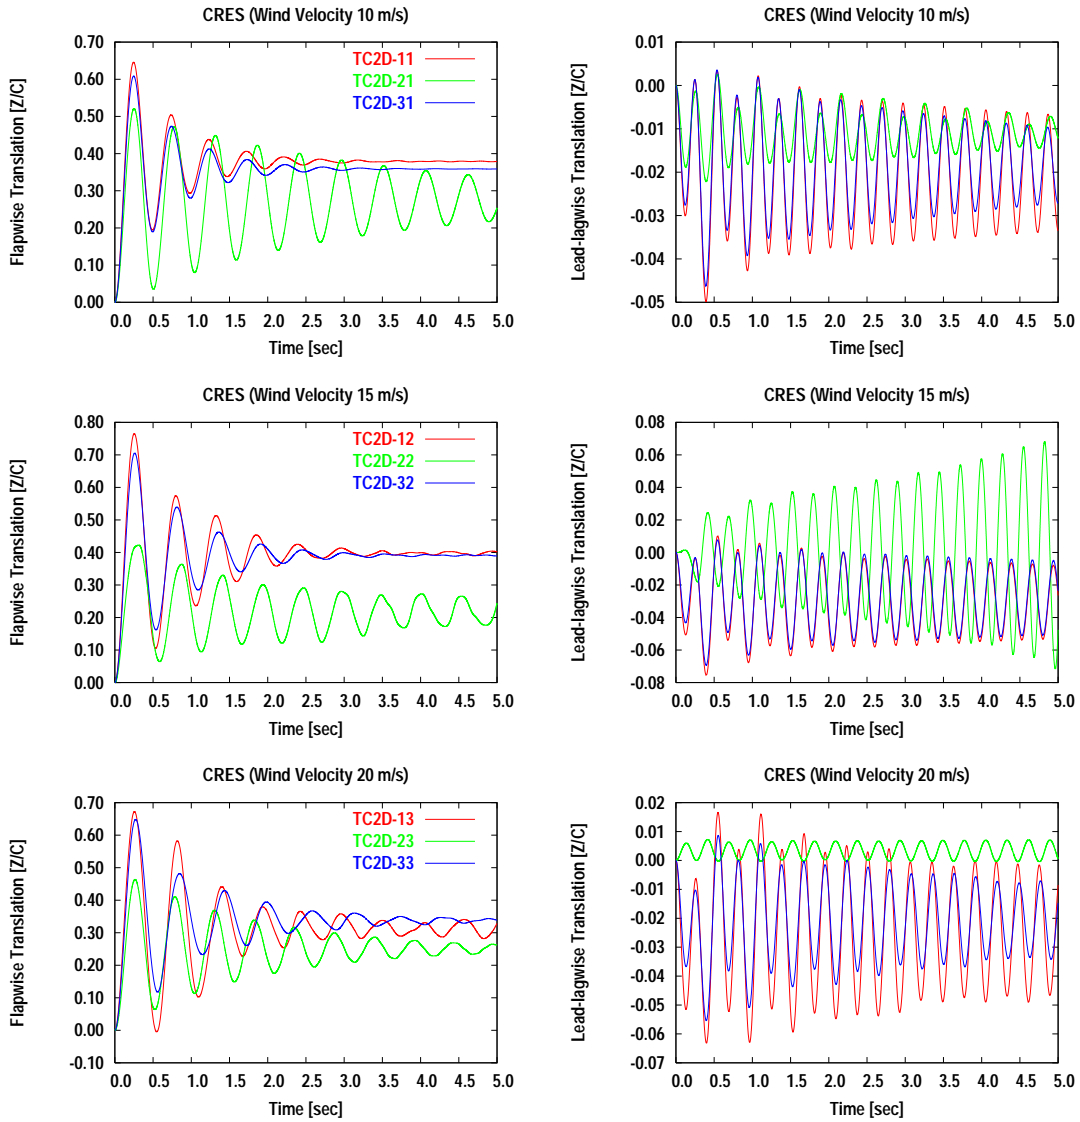 CRES (Wind Velocity 10 m/s)
Flapwise Translation [Z/C]
0.70
0.60
0.50
0.40
0.30
0.20
0.10
0.00
TC2D-11
TC2D-21
TC2D-31
0.0 0.5 1.0 1.5 2.0 2.5 3.0 3.5 4.0 4.5 5.0
Time [sec]
CRES (Wind Velocity 10 m/s)
Lead-lagwise Translation [Z/C]
0.01
0.00
-0.01
-0.02
-0.03
-0.04
-0.05
0.0 0.5 1.0 1.5 2.0 2.5 3.0 3.5 4.0 4.5 5.0
Time [sec]
CRES (Wind Velocity 15 m/s)
Flapwise Translation [Z/C]
0.80
0.70
0.60
0.50
0.40
0.30
0.20
0.10
0.00
TC2D-12
TC2D-22
TC2D-32
0.0 0.5 1.0 1.5 2.0 2.5 3.0 3.5 4.0 4.5 5.0
Time [sec]
CRES (Wind Velocity 15 m/s)
Lead-lagwise Translation [Z/C]
0.08
0.06
0.04
0.02
0.00
-0.02
-0.04
-0.06
-0.08
0.0 0.5 1.0 1.5 2.0 2.5 3.0 3.5 4.0 4.5 5.0
Time [sec]
CRES (Wind Velocity 20 m/s)
Flapwise Translation [Z/C]
0.70
0.60
0.50
0.40
0.30
0.20
0.10
0.00
-0.10
TC2D-13
TC2D-23
TC2D-33
0.0 0.5 1.0 1.5 2.0 2.5 3.0 3.5 4.0 4.5 5.0
Time [sec]
CRES (Wind Velocity 20 m/s)
Lead-lagwise Translation [Z/C]
0.02
0.01
0.00
-0.01
-0.02
-0.03
-0.04
-0.05
-0.06
-0.07
0.0 0.5 1.0 1.5 2.0 2.5 3.0 3.5 4.0 4.5 5.0
Time [sec]